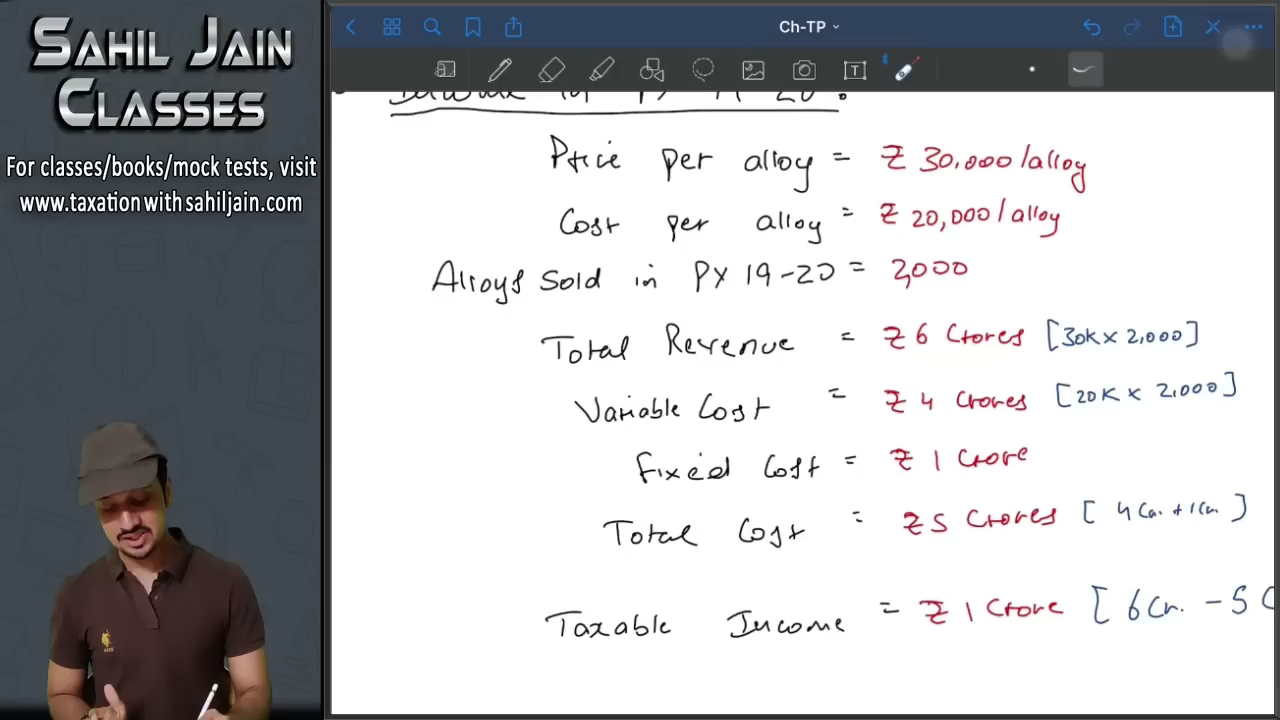 SAHIL JAIN
CLASSES
For classes/books/mock tests, visit
www.taxationwithsahiljain.com
Ch-TP
T
Price per alloy = ₹ 30,000/alloy
Cost per alloy = ₹ 20,000/alloy
Alloys Sold in PY 19-20 = 2,000
Total Revenue = ₹ 6 Crores [30K x 2,000]
Variable Cost = ₹ 4 Crores [20K x 2,000]
Fixed Cost = ₹ 1 Crore
Total Cost = ₹ 5 Crores [4 Cr. + 1 Cr.]
Taxable Income = ₹ 1 Crore [6 Cr. - 5 C